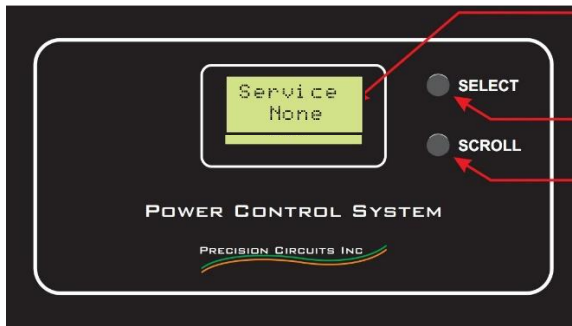 Service
None
SELECT
SCROLL
POWER CONTROL SYSTEM
PRECISION CIRCUITS INC